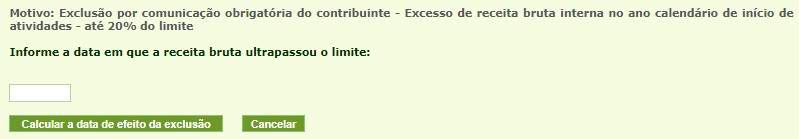 Motivo: Exclusão por comunicação obrigatória do contribuinte - Excesso de receita bruta interna no ano calendário de início de
atividades - até 20% do limite
Informe a data em que a receita bruta ultrapassou o limite:
Calcular a data de efeito da exclusão Cancelar